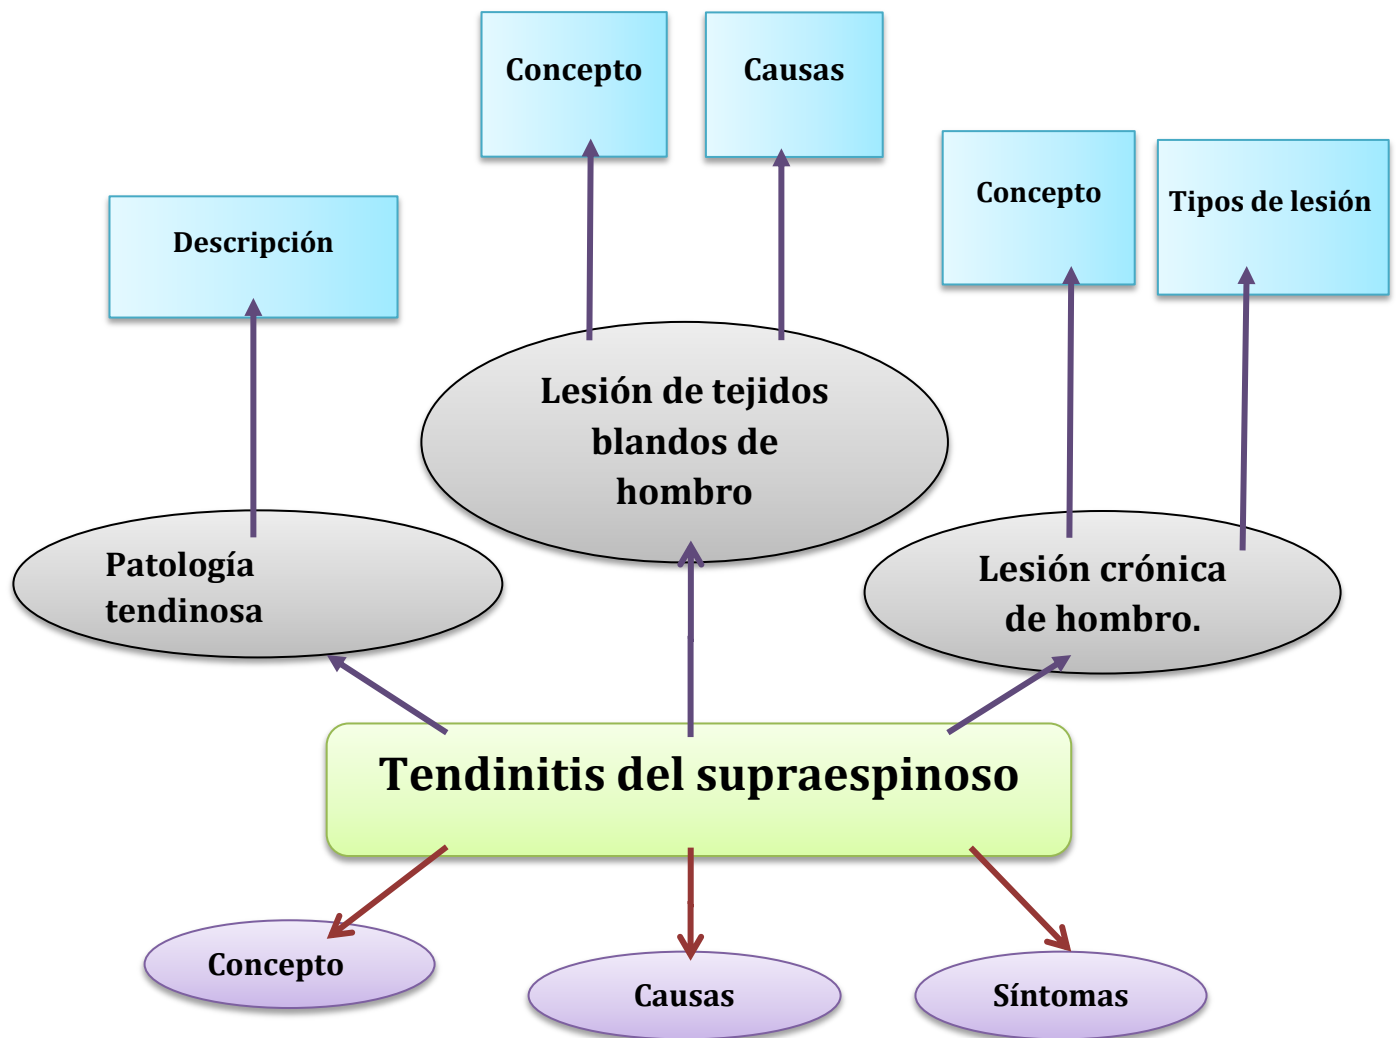 Concepto
Causas
Concepto
Tipos de lesión
Descripción
Lesión de tejidos
blandos de
hombro
Patología
tendinosa
Lesión crónica
de hombro.
Tendinitis del supraespinoso
Concepto
Causas
Síntomas